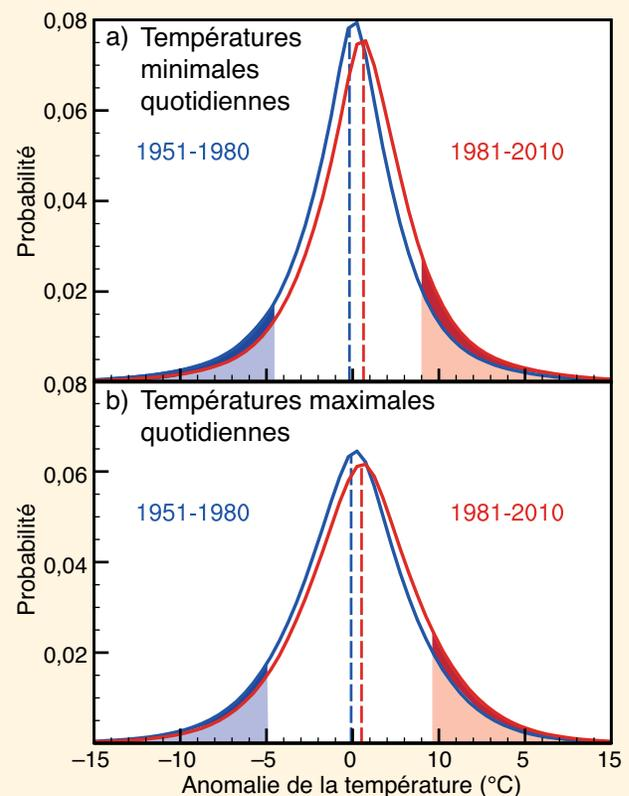 0,08
a) Températures
minimales
quotidiennes
0,06
1951-1980
1981-2010
Probabilité
0,04
0,02
0,08
b) Températures maximales
quotidiennes
0,06
1951-1980
1981-2010
Probabilité
0,04
0,02
−15 −10 −5 0 10 5 15
Anomalie de la température (°C)